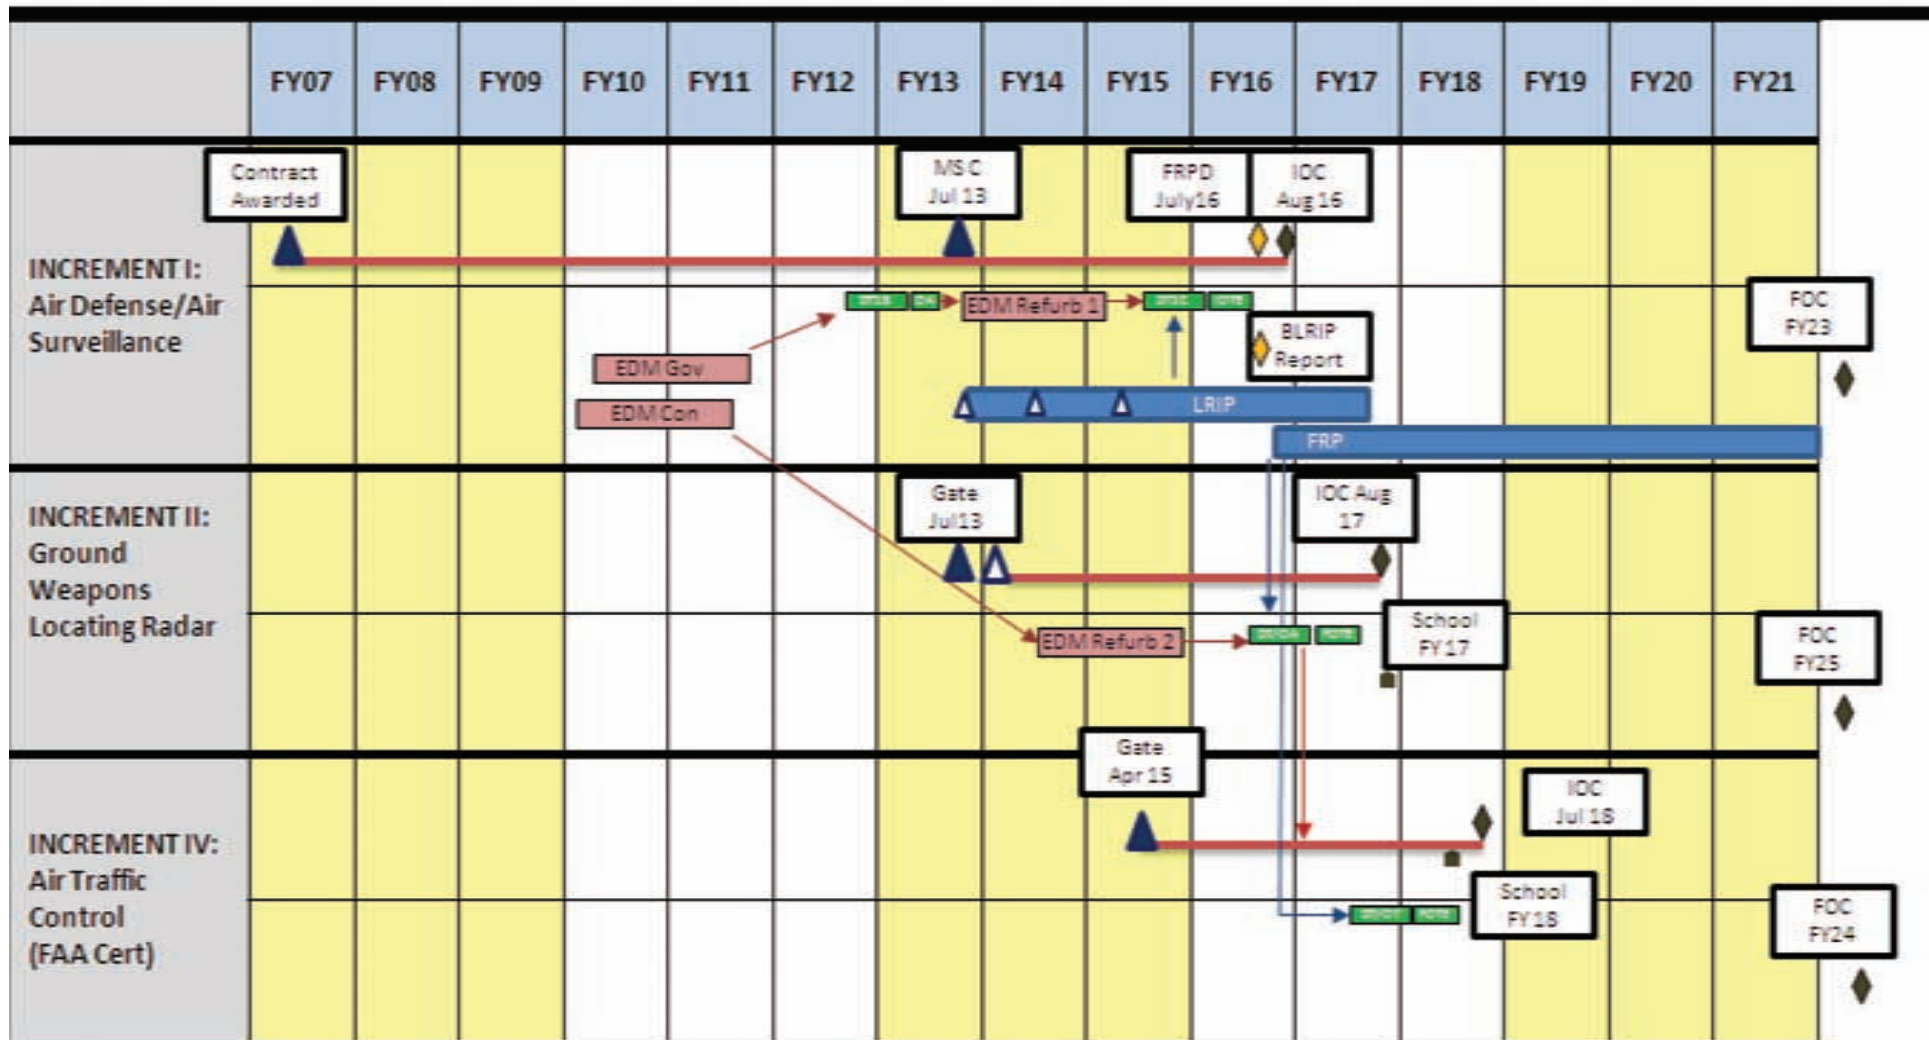 FY07 FY08 FY09 FY10 FY11 FY12 FY13 FY14 FY15 FY16 FY17 FY18 FY19 FY20 FY21
INCREMENT I:
Air Defense/Air
Surveillance
Contract
Awarded
MS C
Jul 13
FRPD
July16
IOC
Aug 16
EDM Refurb 1
EDM Gov
EDM Con
BLRIP
Report
LRIP
FRP
FOC
FY23
INCREMENT II:
Ground
Weapons
Locating Radar
Gate
Jul13
IOC Aug
17
EDM Refurb 2
School
FY 17
FOC
FY25
INCREMENT IV:
Air Traffic
Control
(FAA Cert)
Gate
Apr 15
IOC
Jul 18
School
FY 18
FOC
FY24